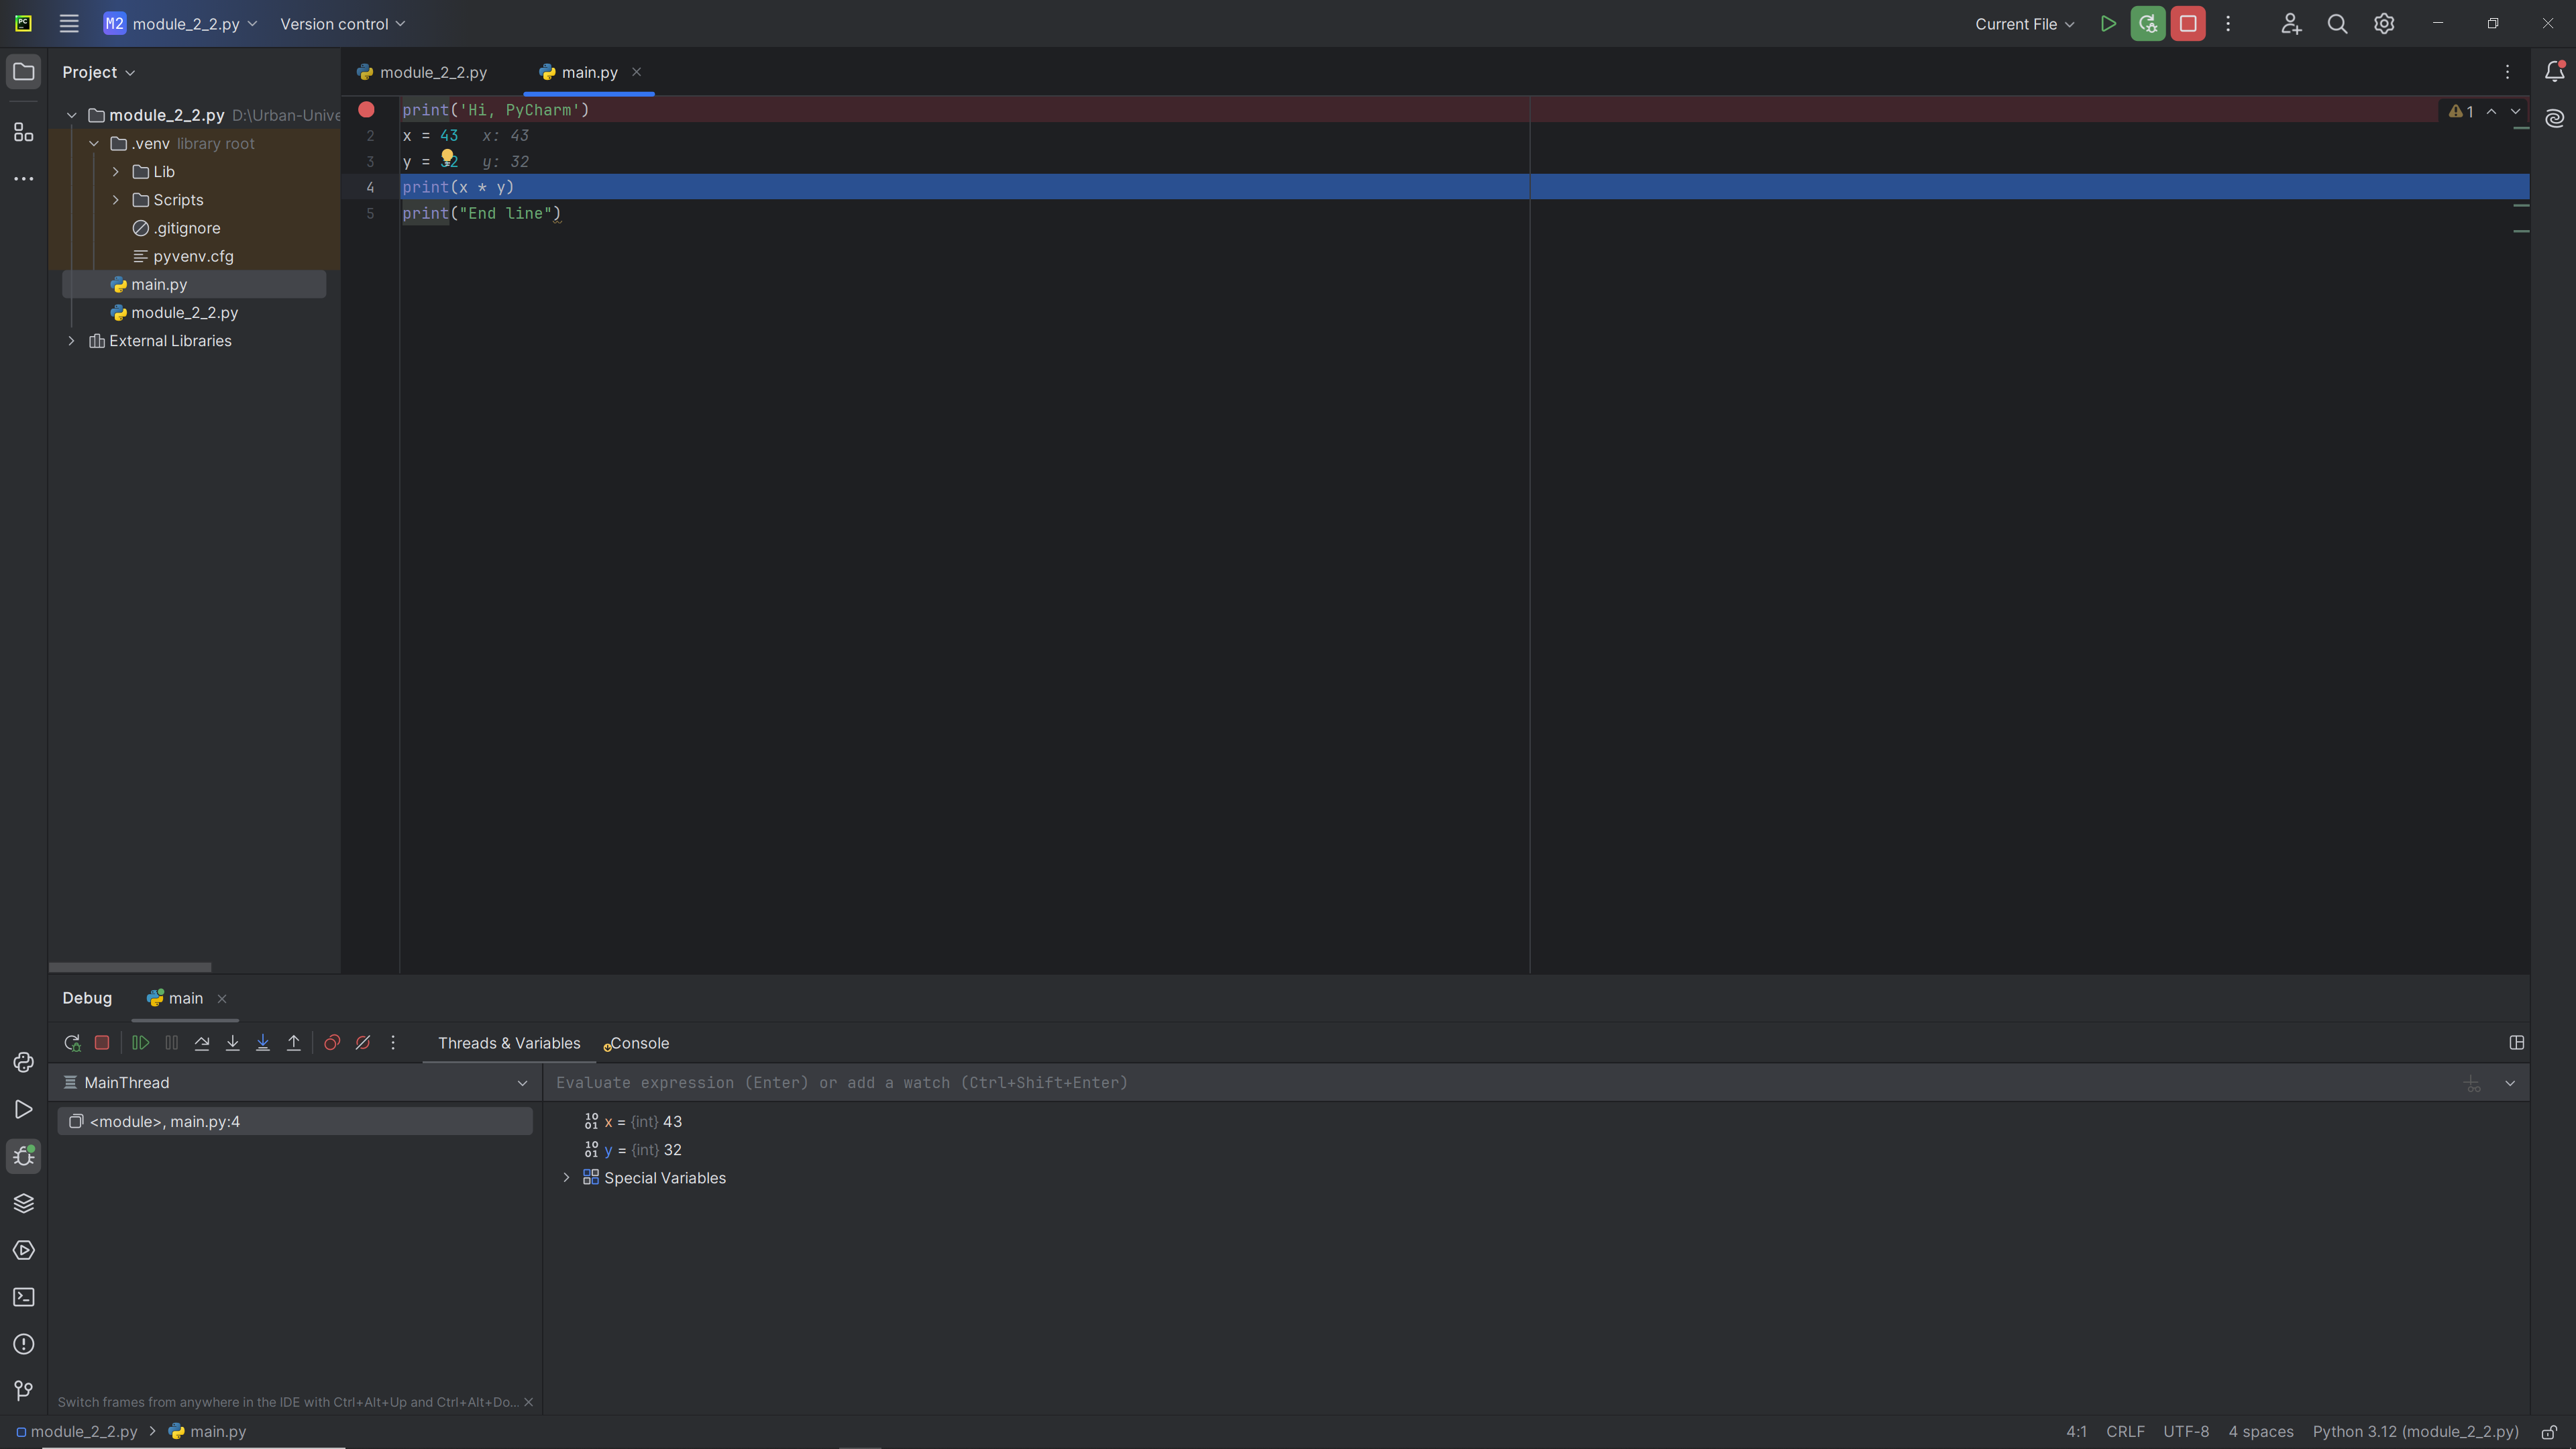 PC
M2 module_2_2.py
Version control
Current File
Project
module_2_2.py
main.py
module_2_2.py D:\Urban-Unive
.venv library root
Lib
Scripts
.gitignore
pyvenv.cfg
main.py
module_2_2.py
External Libraries
print('Hi, PyCharm')
2 x = 43 x: 43
3 y = 32 y: 32
4 print(x * y)
5 print("End line")
1
Debug
main
Threads & Variables
Console
MainThread
Evaluate expression (Enter) or add a watch (Ctrl+Shift+Enter)
<module>, main.py:4
x = {int} 43
y = {int} 32
Special Variables
Switch frames from anywhere in the IDE with Ctrl+Alt+Up and Ctrl+Alt+Do...
module_2_2.py
main.py
4:1
CRLF
UTF-8
4 spaces
Python 3.12 (module_2_2.py)